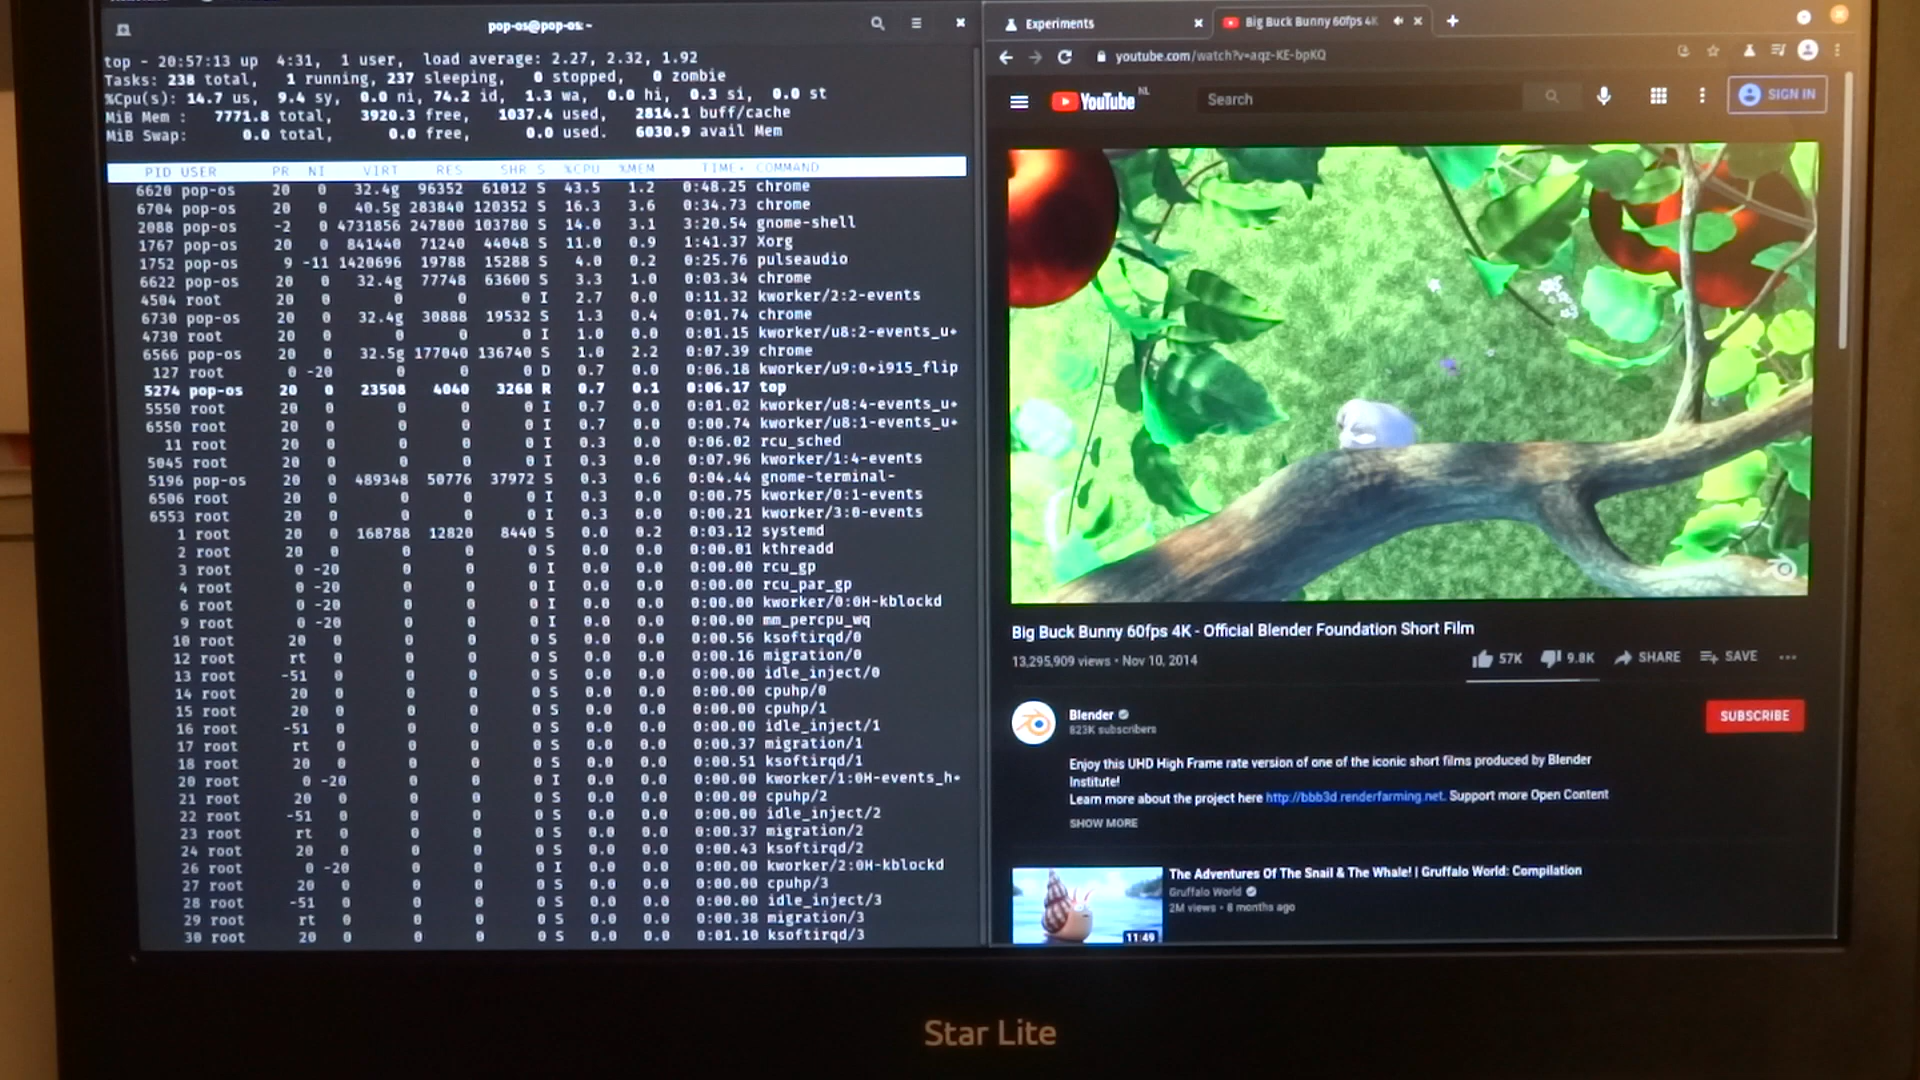 pop-os@pop-os: ~
top - 20:57:13 up  4:31,  1 user,  load average: 2.27, 2.32, 1.92
Tasks: 238 total,   1 running, 237 sleeping,   0 stopped,   0 zombie
%Cpu(s): 14.7 us,  9.4 sy,  0.0 ni, 74.2 id,  1.3 wa,  0.0 hi,  0.3 si,  0.0 st
MiB Mem :   7771.8 total,   3920.3 free,   1037.4 used,   2814.1 buff/cache
MiB Swap:      0.0 total,      0.0 free,      0.0 used.   6030.9 avail Mem
PID USER PR NI VIRT RES SHR S %CPU %MEM TIME+ COMMAND
6620 pop-os 20 0 32.4g 96352 61012 S 43.5 1.2 0:48.25 chrome
6704 pop-os 20 0 40.5g 283840 120352 S 16.3 3.6 0:34.73 chrome
2088 pop-os -2 0 4731856 247800 103780 S 14.0 3.1 3:20.54 gnome-shell
1767 pop-os 20 0 841440 71240 44048 S 11.0 0.9 1:41.37 Xorg
1752 pop-os 9 -11 1420696 19788 15288 S 4.0 0.2 0:25.76 pulseaudio
6622 pop-os 20 0 32.4g 77748 63600 S 3.3 1.0 0:03.34 chrome
4504 root 20 0 0 0 0 I 2.7 0.0 0:11.32 kworker/2:2-events
6730 pop-os 20 0 32.4g 30888 19532 S 1.3 0.4 0:01.74 chrome
4730 root 20 0 0 0 0 I 1.0 0.0 0:01.15 kworker/u8:2-events_u+
6566 pop-os 20 0 32.5g 177040 136740 S 1.0 2.2 0:07.39 chrome
127 root 0 -20 0 0 0 D 0.7 0.0 0:06.18 kworker/u9:0+i915_flip
5274 pop-os 20 0 23508 4040 3268 R 0.7 0.1 0:06.17 top
5550 root 20 0 0 0 0 I 0.7 0.0 0:01.02 kworker/u8:4-events_u+
6550 root 20 0 0 0 0 I 0.7 0.0 0:00.74 kworker/u8:1-events_u+
11 root 20 0 0 0 0 I 0.3 0.0 0:06.02 rcu_sched
5045 root 20 0 0 0 0 I 0.3 0.0 0:07.96 kworker/1:4-events
5196 pop-os 20 0 489348 50776 37972 S 0.3 0.6 0:04.44 gnome-terminal-
6506 root 20 0 0 0 0 I 0.3 0.0 0:00.75 kworker/0:1-events
6553 root 20 0 0 0 0 I 0.3 0.0 0:00.21 kworker/3:0-events
1 root 20 0 168788 12820 8440 S 0.0 0.2 0:03.12 systemd
2 root 20 0 0 0 0 S 0.0 0.0 0:00.01 kthreadd
3 root 0 -20 0 0 0 I 0.0 0.0 0:00.00 rcu_gp
4 root 0 -20 0 0 0 I 0.0 0.0 0:00.00 rcu_par_gp
6 root 0 -20 0 0 0 I 0.0 0.0 0:00.00 kworker/0:0H-kblockd
9 root 0 -20 0 0 0 I 0.0 0.0 0:00.00 mm_percpu_wq
10 root 20 0 0 0 0 S 0.0 0.0 0:00.56 ksoftirqd/0
12 root rt 0 0 0 0 S 0.0 0.0 0:00.16 migration/0
13 root -51 0 0 0 0 S 0.0 0.0 0:00.00 idle_inject/0
14 root 20 0 0 0 0 S 0.0 0.0 0:00.00 cpuhp/0
15 root 20 0 0 0 0 S 0.0 0.0 0:00.00 cpuhp/1
16 root -51 0 0 0 0 S 0.0 0.0 0:00.00 idle_inject/1
17 root rt 0 0 0 0 S 0.0 0.0 0:00.37 migration/1
18 root 20 0 0 0 0 S 0.0 0.0 0:00.51 ksoftirqd/1
20 root 0 -20 0 0 0 I 0.0 0.0 0:00.00 kworker/1:0H-events_h+
21 root 20 0 0 0 0 S 0.0 0.0 0:00.00 cpuhp/2
22 root -51 0 0 0 0 S 0.0 0.0 0:00.00 idle_inject/2
23 root rt 0 0 0 0 S 0.0 0.0 0:00.37 migration/2
24 root 20 0 0 0 0 S 0.0 0.0 0:00.43 ksoftirqd/2
26 root 0 -20 0 0 0 I 0.0 0.0 0:00.00 kworker/2:0H-kblockd
27 root 20 0 0 0 0 S 0.0 0.0 0:00.00 cpuhp/3
28 root -51 0 0 0 0 S 0.0 0.0 0:00.00 idle_inject/3
29 root rt 0 0 0 0 S 0.0 0.0 0:00.38 migration/3
30 root 20 0 0 0 0 S 0.0 0.0 0:01.10 ksoftirqd/3
Experiments
Big Buck Bunny 60fps 4K
youtube.com/watch?v=aqz-KE-bpKQ
YouTube NL
Search
SIGN IN
Big Buck Bunny 60fps 4K - Official Blender Foundation Short Film
13,295,909 views • Nov 10, 2014
57K 9.8K SHARE SAVE
Blender
823K subscribers
SUBSCRIBE
Enjoy this UHD High Frame rate version of one of the iconic short films produced by Blender
Institute!
Learn more about the project here http://bbb3d.renderfarming.net. Support more Open Content
SHOW MORE
The Adventures Of The Snail & The Whale! | Gruffalo World: Compilation
Gruffalo World
2M views • 8 months ago
11:49
Star Lite